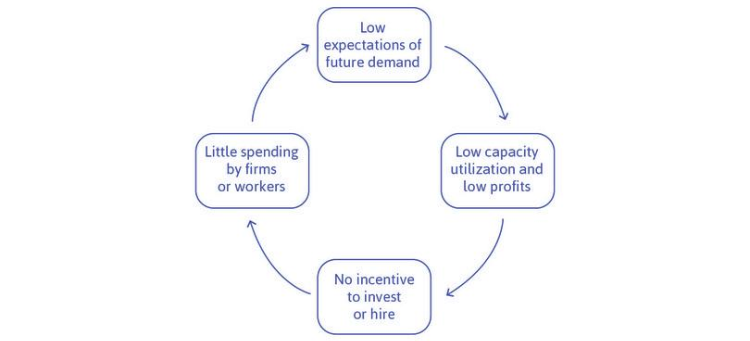 Low
expectations of
future demand
Low capacity
utilization and
low profits
No incentive
to invest
or hire
Little spending
by firms
or workers